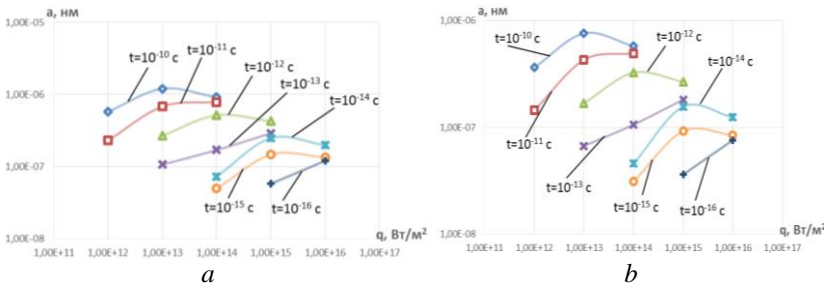 a, нм
1,00E-05
1,00E-06
1,00E-07
1,00E-08
t=10⁻¹⁰ c
t=10⁻¹¹ c
t=10⁻¹² c
t=10⁻¹³ c
t=10⁻¹⁴ c
t=10⁻¹⁵ c
t=10⁻¹⁶ c
q, Вт/м²
1,00E+11 1,00E+12 1,00E+13 1,00E+14 1,00E+15 1,00E+16 1,00E+17
a
a, нм
1,00E-06
1,00E-07
1,00E-08
t=10⁻¹⁰ c
t=10⁻¹² c
t=10⁻¹⁴ c
t=10⁻¹¹ c
t=10⁻¹³ c
t=10⁻¹⁵ c
t=10⁻¹⁶ c
q, Вт/м²
1,00E+11 1,00E+12 1,00E+13 1,00E+14 1,00E+15 1,00E+16 1,00E+17
b